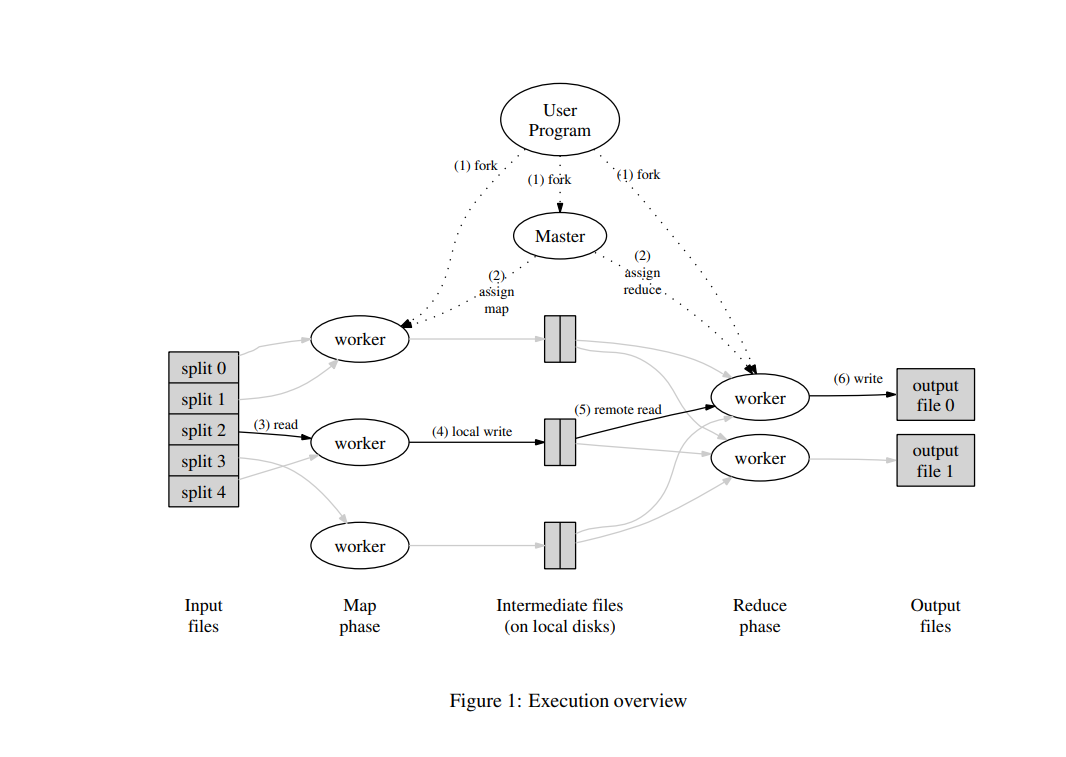 User
Program
(1) fork
(1) fork
(1) fork
Master
(2)
assign
map
(2)
assign
reduce
worker
split 0
split 1
split 2
split 3
split 4
(3) read
worker
(4) local write
(5) remote read
worker
worker
(6) write
output
file 0
worker
output
file 1
Input
files
Map
phase
Intermediate files
(on local disks)
Reduce
phase
Output
files
Figure 1: Execution overview